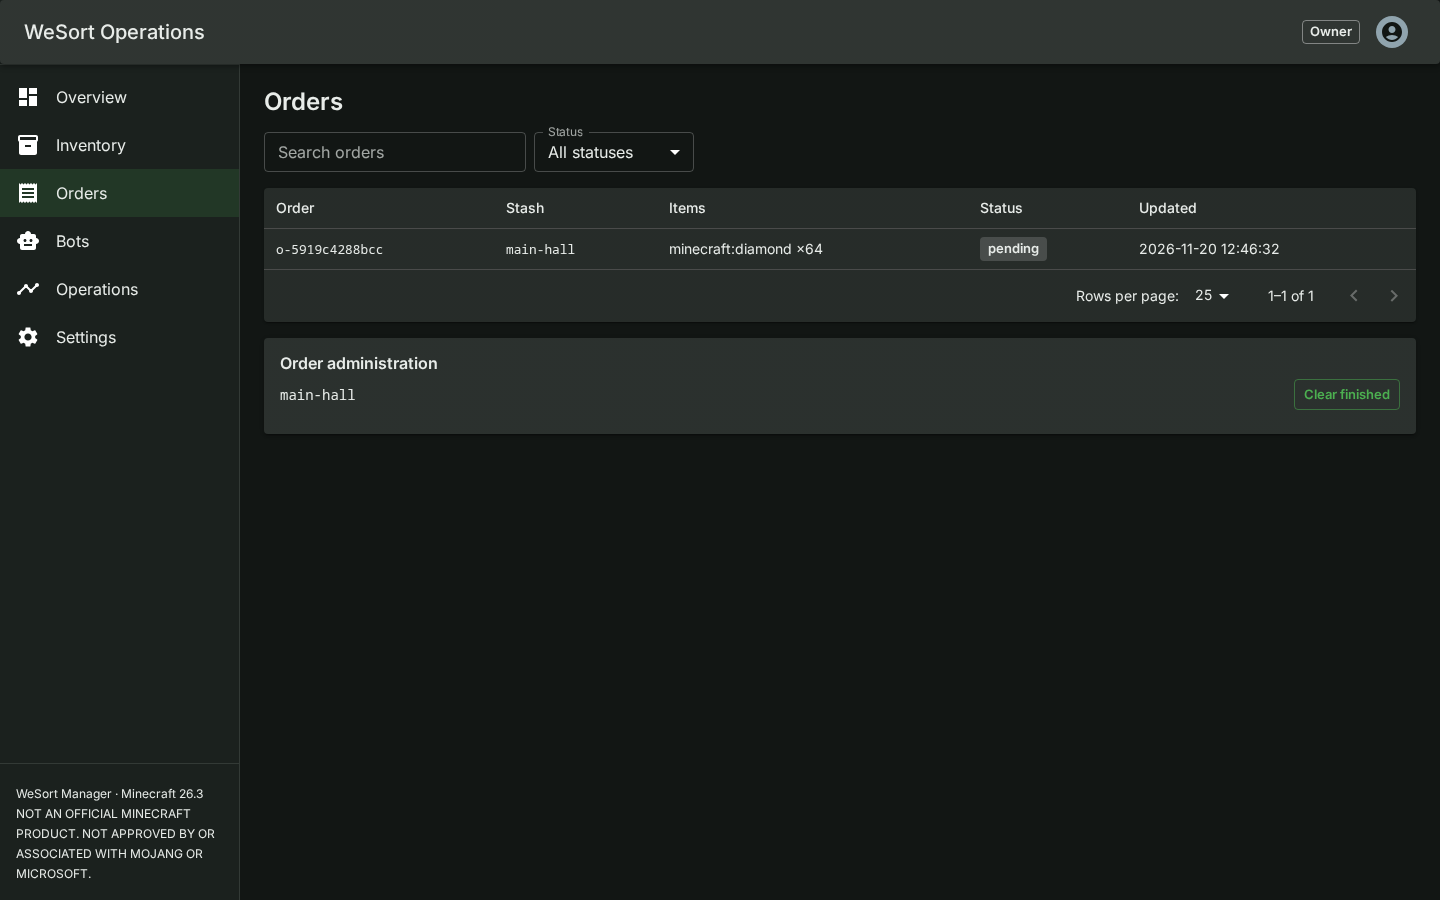 WeSort Operations
Owner
Overview
Inventory
Orders
Bots
Operations
Settings
WeSort Manager · Minecraft 26.3
NOT AN OFFICIAL MINECRAFT
PRODUCT. NOT APPROVED BY OR
ASSOCIATED WITH MOJANG OR
MICROSOFT.
Orders
Search orders
Status
All statuses
Order Stash Items Status Updated
o-5919c4288bcc main-hall minecraft:diamond ×64 pending 2026-11-20 12:46:32
Rows per page: 25 1–1 of 1
Order administration
main-hall
Clear finished